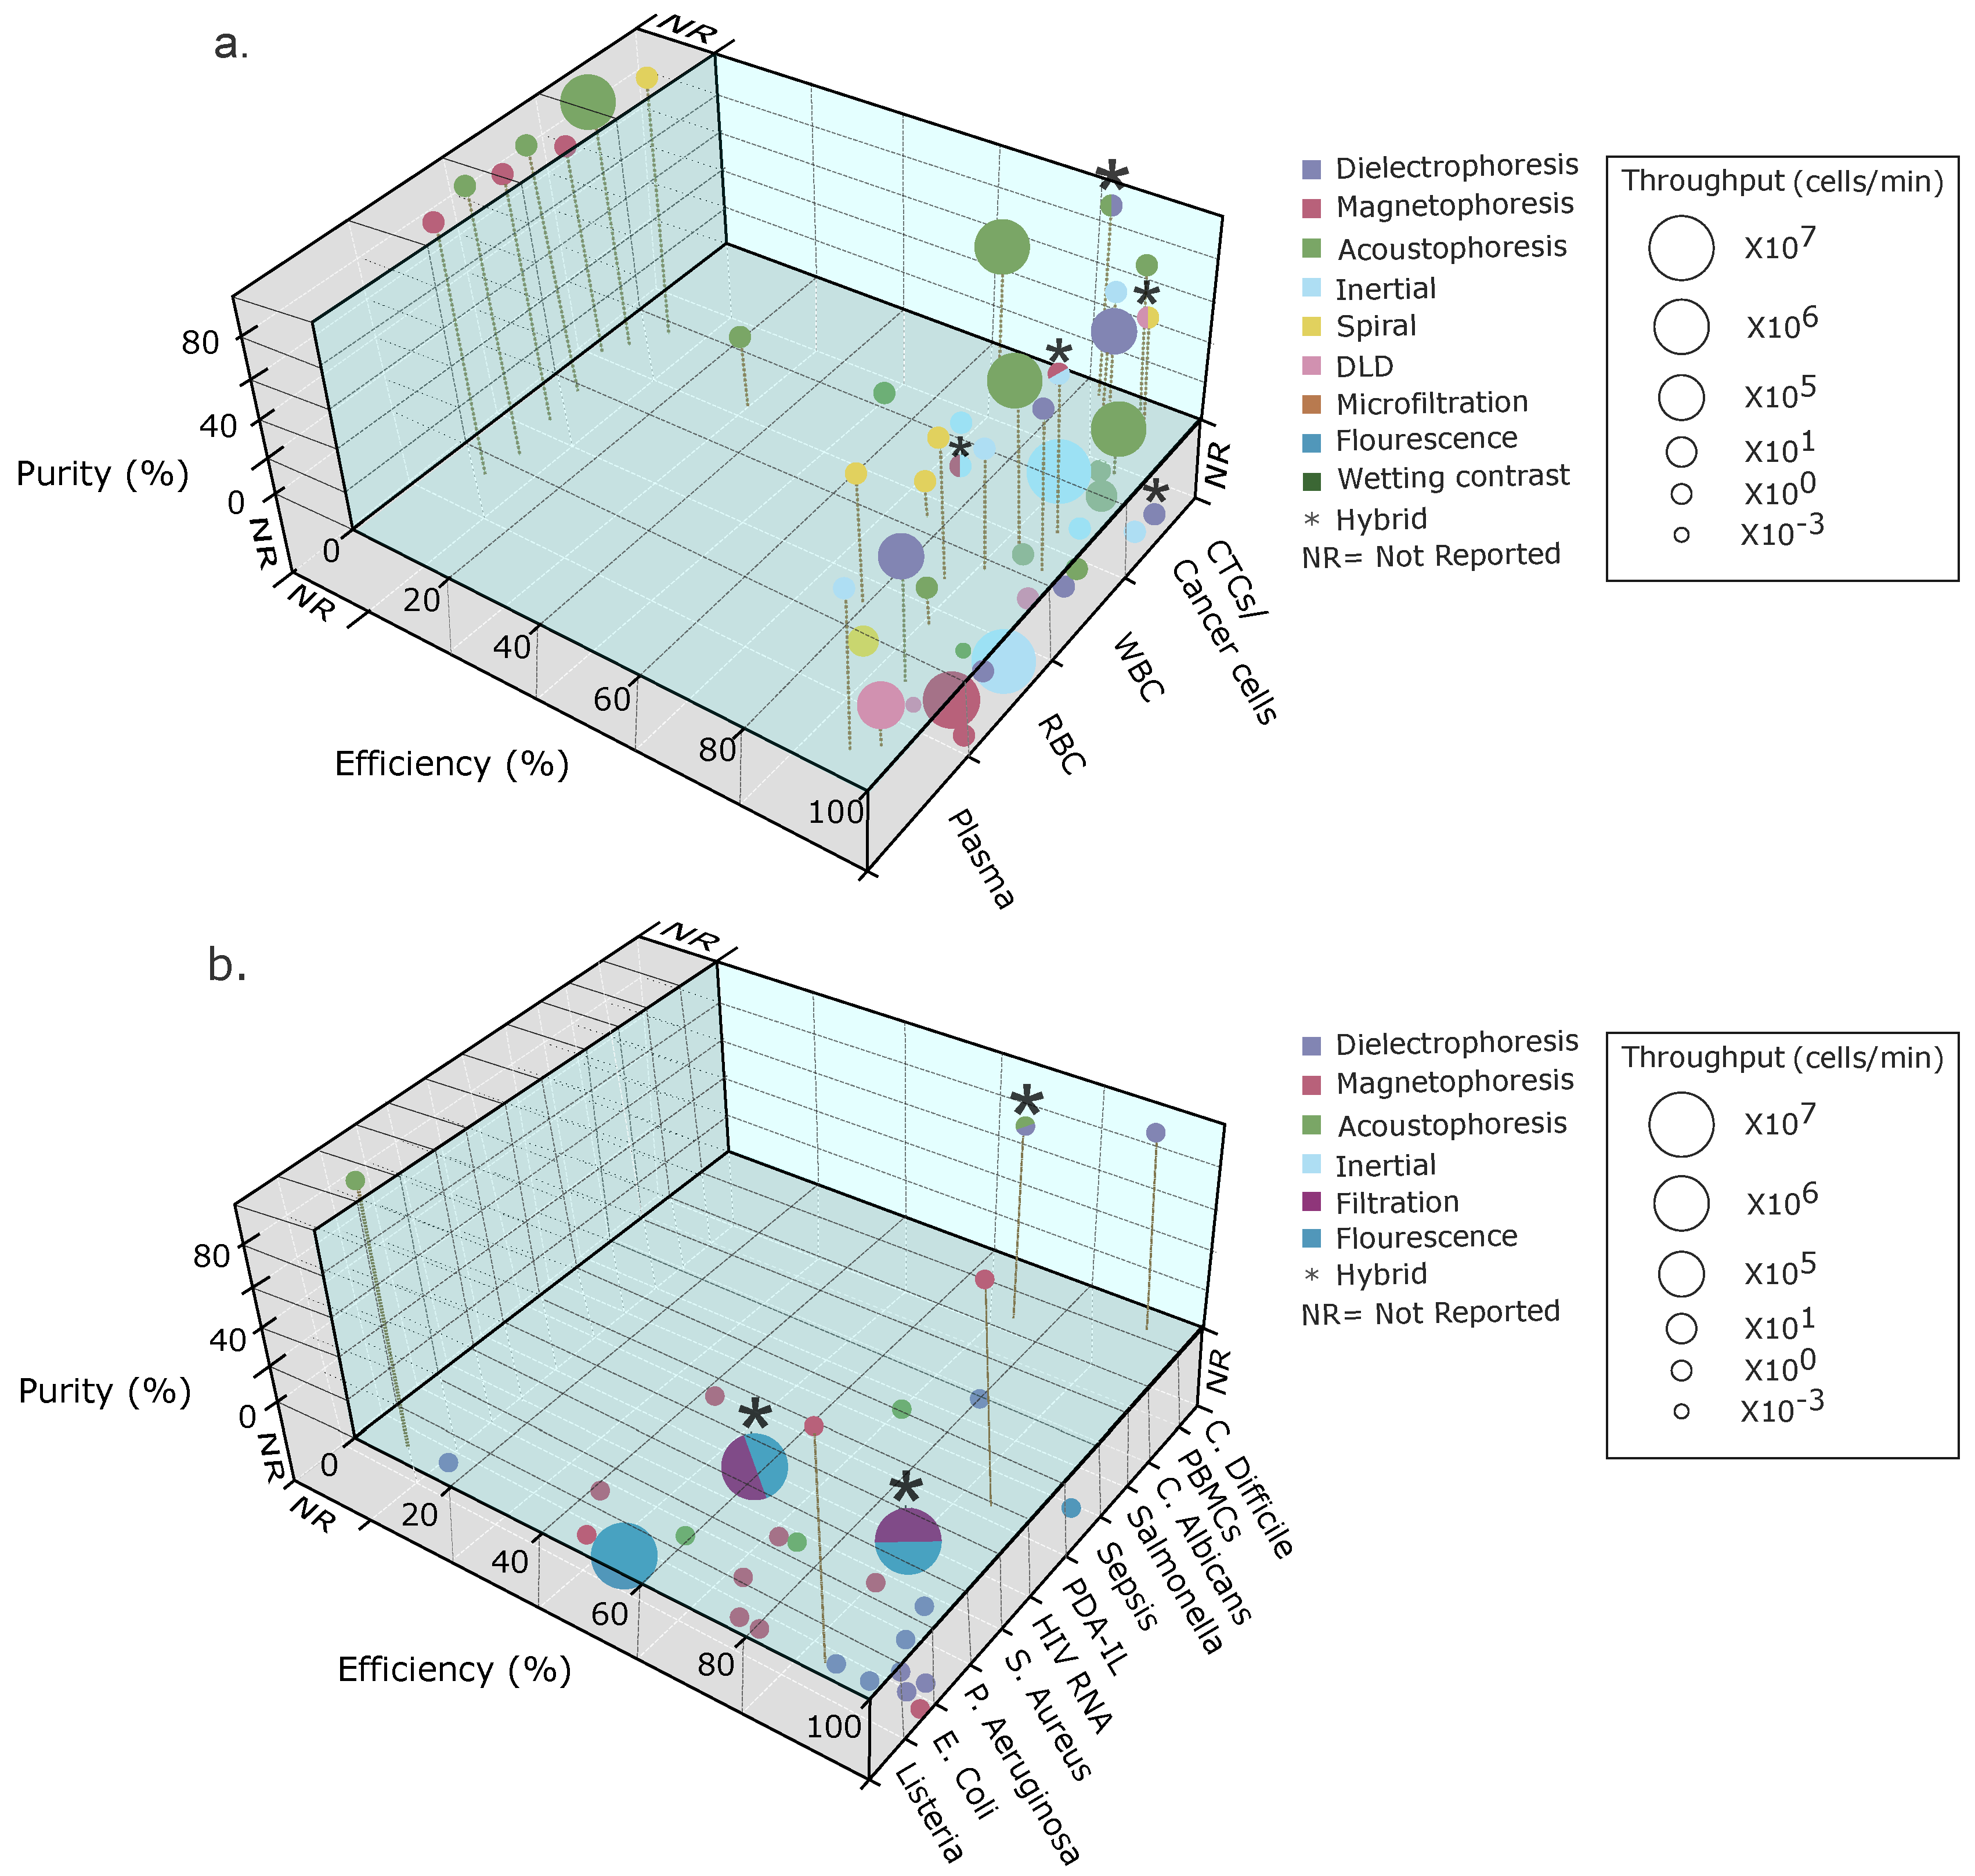 a.
NR
80
40
0
Purity (%)
NR
NR
0
20
40
60
80
100
Efficiency (%)
NR
CTCs/
Cancer cells
WBC
RBC
Plasma
*
*
*
*
*
Dielectrophoresis
Magnetophoresis
Acoustophoresis
Inertial
Spiral
DLD
Microfiltration
Flourescence
Wetting contrast
* Hybrid
NR= Not Reported
Throughput (cells/min)
X10^7
X10^6
X10^5
X10^1
X10^0
X10^-3
b.
NR
80
40
0
Purity (%)
NR
NR
0
20
40
60
80
100
Efficiency (%)
NR
C. Difficile
PBMCs
C. Albicans
Salmonella
Sepsis
PDA-IL
HIV RNA
S. Aureus
P. Aeruginosa
E. Coli
Listeria
*
*
*
Dielectrophoresis
Magnetophoresis
Acoustophoresis
Inertial
Filtration
Flourescence
* Hybrid
NR= Not Reported
Throughput (cells/min)
X10^7
X10^6
X10^5
X10^1
X10^0
X10^-3